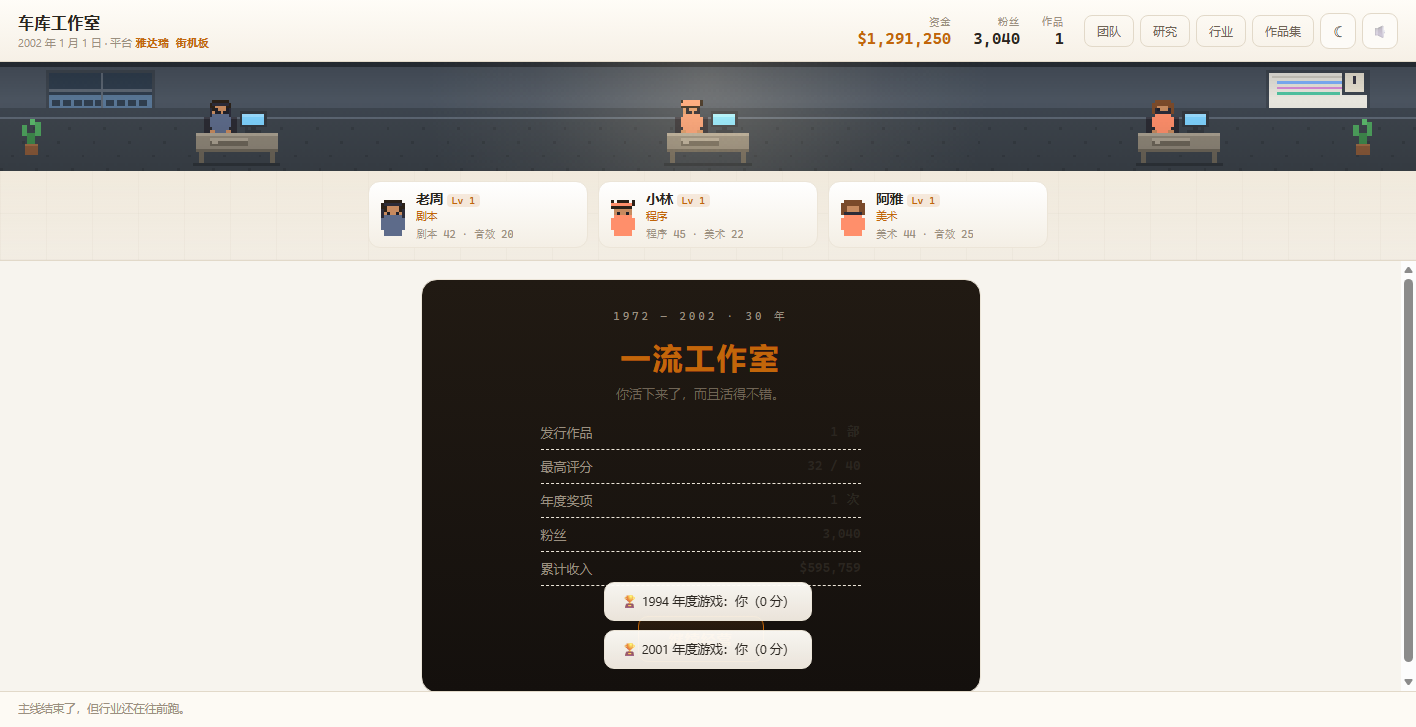 车库工作室
2002 年 1 月 1 日 · 平台 雅达瑞 街机板
资金
$1,291,250
粉丝
3,040
作品
1
团队
研究
行业
作品集
老周 Lv 1
剧本
剧本 42 · 音效 20
小林 Lv 1
程序
程序 45 · 美术 22
阿雅 Lv 1
美术
美术 44 · 音效 25
1972 — 2002 · 30 年
一流工作室
你活下来了，而且活得不错。
发行作品 1 部
最高评分 32 / 40
年度奖项 1 次
粉丝 3,040
累计收入 $595,759
1994 年度游戏：你（0 分）
2001 年度游戏：你（0 分）
主线结束了，但行业还在往前跑。